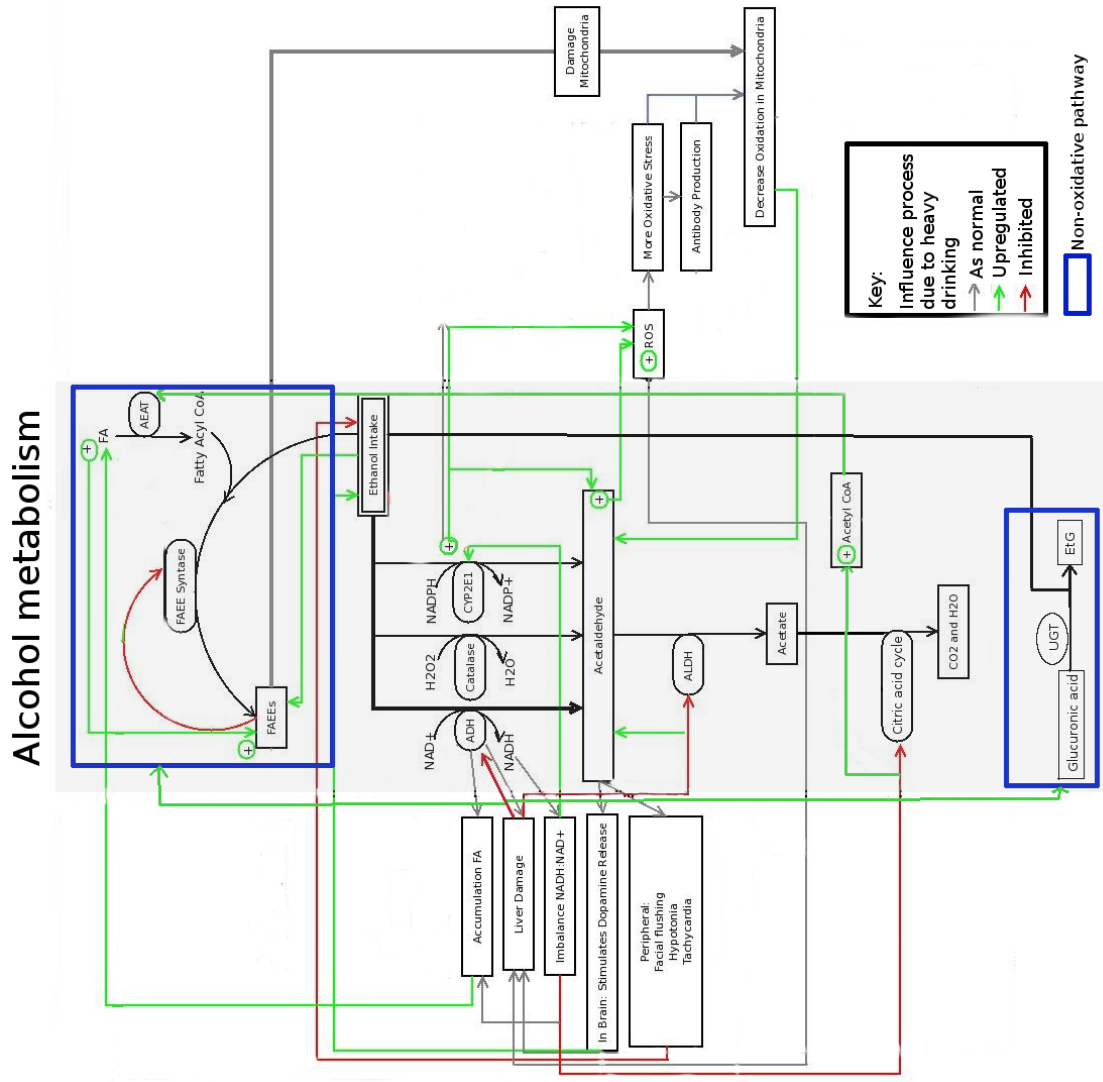 Alcohol metabolism
+
FA
AEAT
Fatty Acyl CoA
FAEE Syntase
FAEEs
+
Ethanol Intake
Damage
Mitochondria
Decrease Oxidation in Mitochondria
More Oxidative Stress
Antibody Production
+ ROS
+
NADPH
CYP2E1
NADP+
H2O2
Catalase
H2O
NAD+
ADH
NADH
+
Acetaldehyde
ALDH
Acetate
Citric acid cycle
CO2 and H2O
+ Acetyl CoA
EtG
UGT
Glucuronic acid
Accumulation FA
Liver Damage
Imbalance NADH:NAD+
In Brain: Stimulates Dopamine Release
Peripheral:
Facial flushing
Hypotonia
Tachycardia
Key:
Influence process
due to heavy
drinking
As normal
Upregulated
Inhibited
Non-oxidative pathway